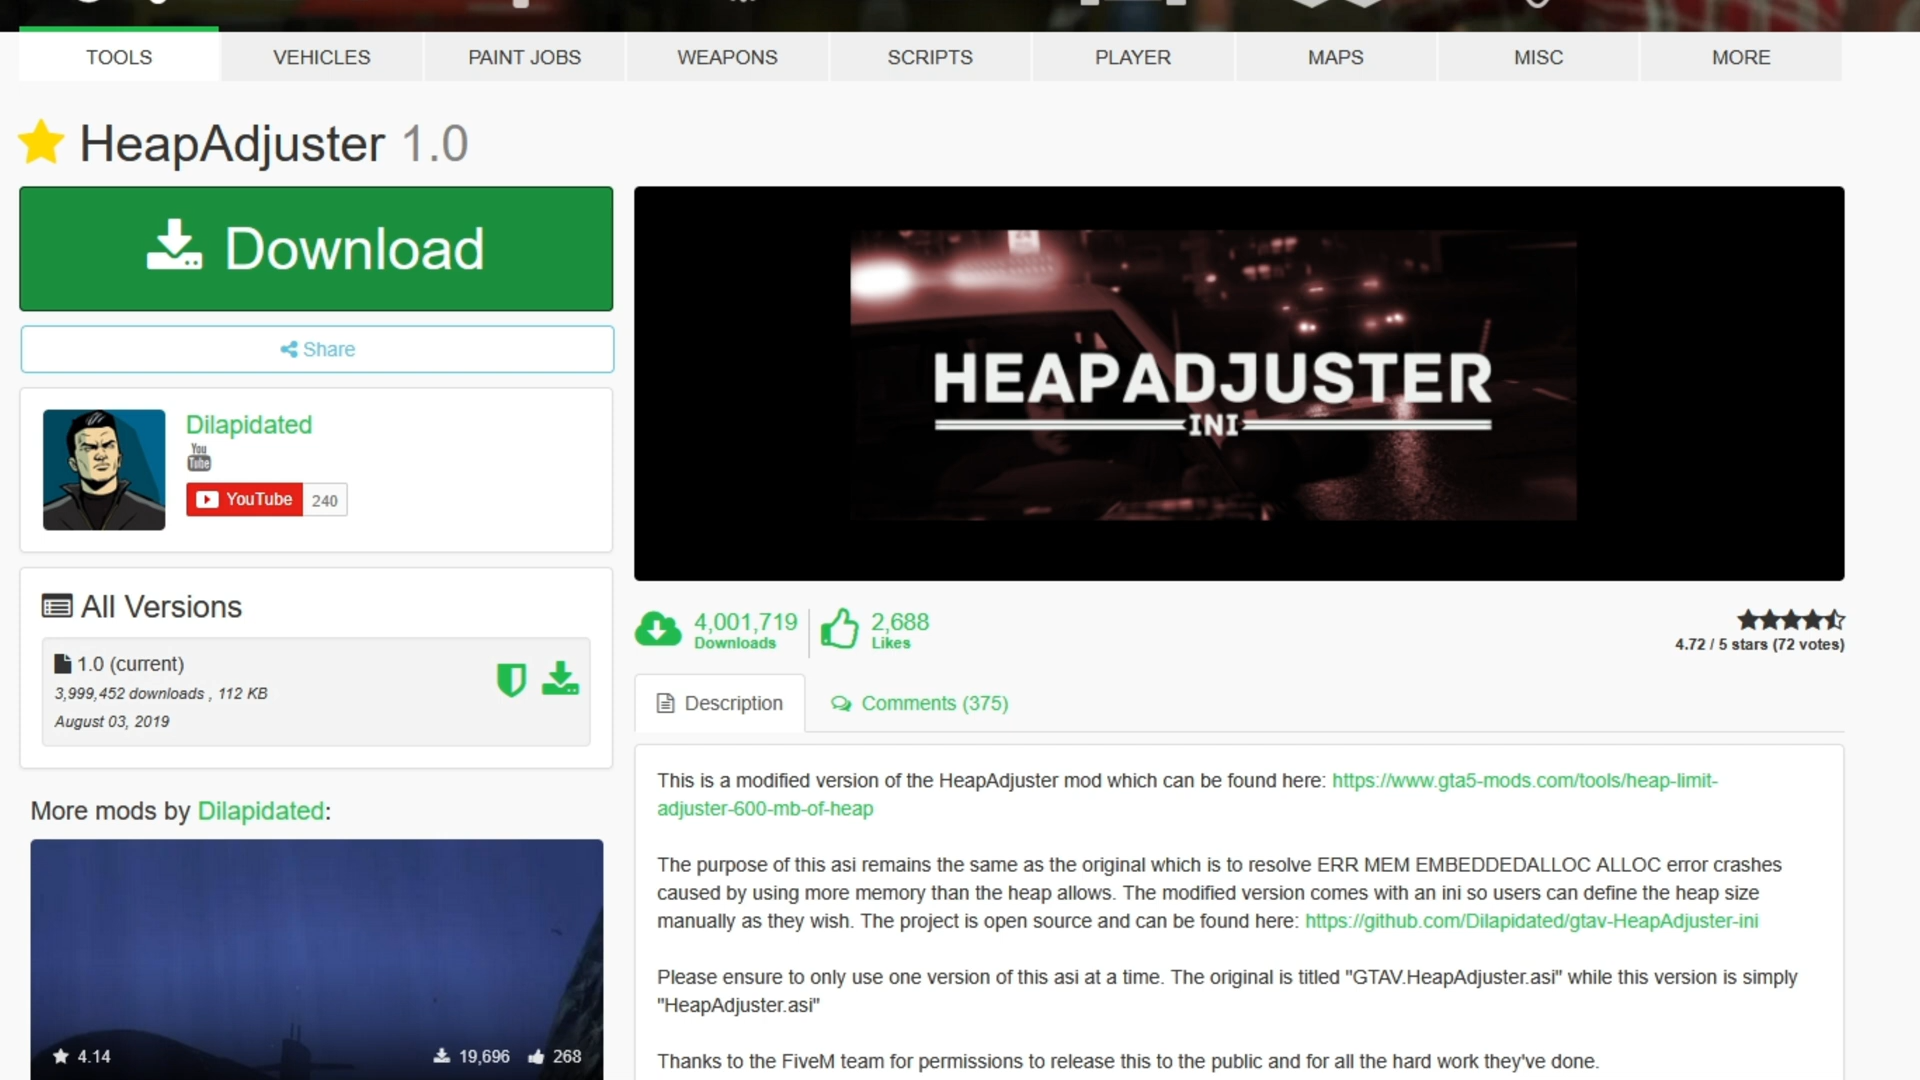 TOOLS
VEHICLES
PAINT JOBS
WEAPONS
SCRIPTS
PLAYER
MAPS
MISC
MORE
HeapAdjuster 1.0
Download
Share
Dilapidated
You
Tube
YouTube 240
All Versions
1.0 (current)
3,999,452 downloads , 112 KB
August 03, 2019
More mods by Dilapidated:
4.14
19,696
268
HEAPADJUSTER
INI
4,001,719
Downloads
2,688
Likes
4.72 / 5 stars (72 votes)
Description
Comments (375)
This is a modified version of the HeapAdjuster mod which can be found here: https://www.gta5-mods.com/tools/heap-limit-
adjuster-600-mb-of-heap
The purpose of this asi remains the same as the original which is to resolve ERR MEM EMBEDDEDALLOC ALLOC error crashes
caused by using more memory than the heap allows. The modified version comes with an ini so users can define the heap size
manually as they wish. The project is open source and can be found here: https://github.com/Dilapidated/gtav-HeapAdjuster-ini
Please ensure to only use one version of this asi at a time. The original is titled "GTAV.HeapAdjuster.asi" while this version is simply
"HeapAdjuster.asi"
Thanks to the FiveM team for permissions to release this to the public and for all the hard work they've done.